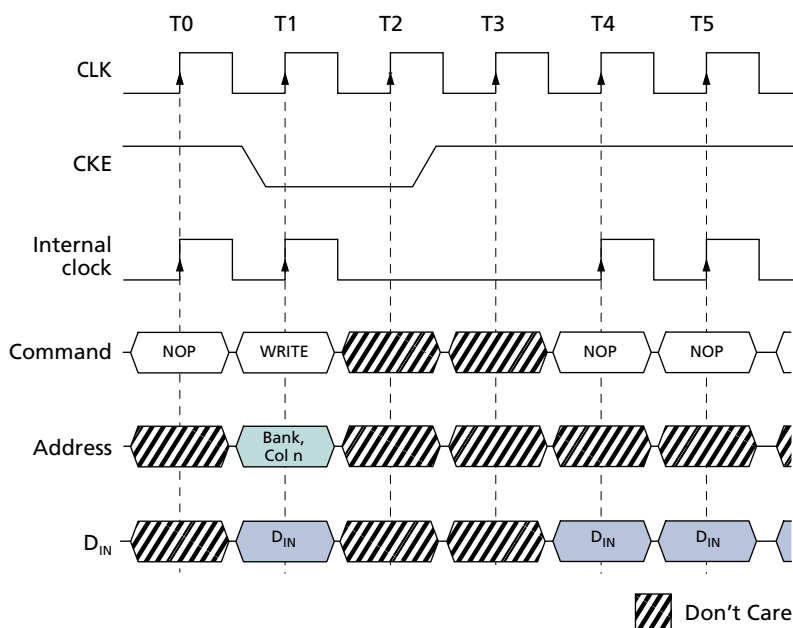 T0 T1 T2 T3 T4 T5
CLK
CKE
Internal
clock
Command NOP WRITE NOP NOP
Address Bank,
Col n
DIN DIN DIN DIN
Don't Care